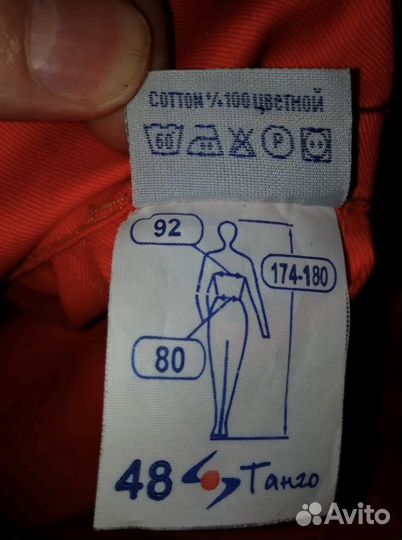 COTTON % 100 ЦВЕТНОЙ
60 P
92
174-180
80
48 Танго
Avito